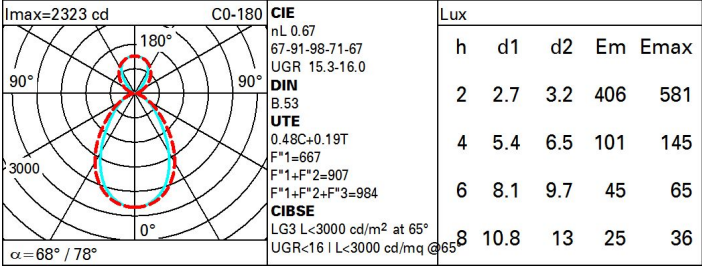 Imax=2323 cd C0-180
180°
90° 90°
3000
0°
α=68° / 78°
CIE
nL 0.67
67-91-98-71-67
UGR 15.3-16.0
DIN
B.53
UTE
0.48C+0.19T
F"1=667
F"1+F"2=907
F"1+F"2+F"3=984
CIBSE
LG3 L<3000 cd/m² at 65°
UGR<16 | L<3000 cd/mq @65°
Lux
h d1 d2 Em Emax
2 2.7 3.2 406 581
4 5.4 6.5 101 145
6 8.1 9.7 45 65
8 10.8 13 25 36